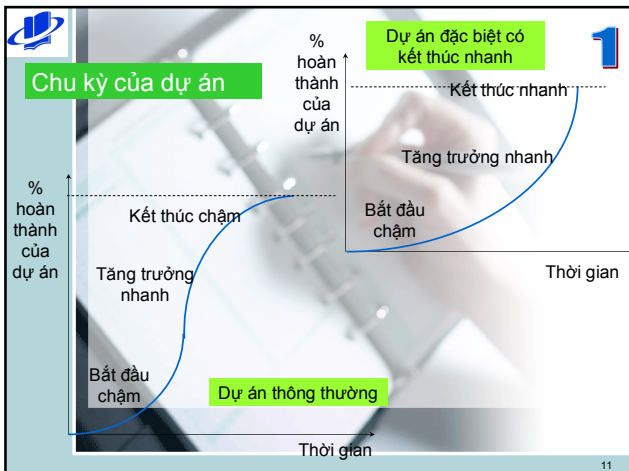 Chu kỳ của dự án
%
hoàn
thành
của
dự án
Dự án đặc biệt có
kết thúc nhanh
1
Kết thúc nhanh
Tăng trưởng nhanh
Bắt đầu
chậm
Thời gian
%
hoàn
thành
của
dự án
Kết thúc chậm
Tăng trưởng
nhanh
Bắt đầu
chậm
Dự án thông thường
Thời gian
11